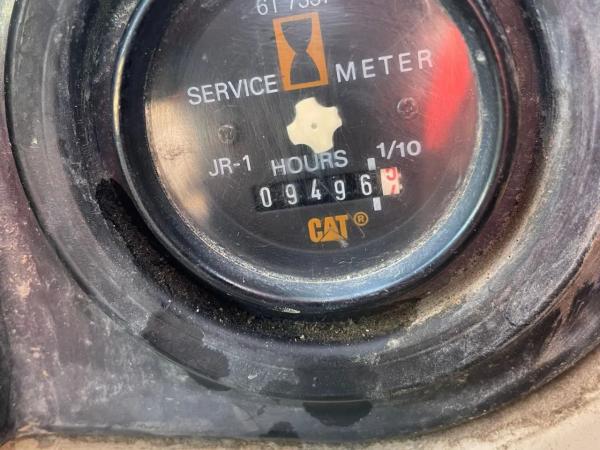 SERVICE METER
JR-1 HOURS 1/10
09496
CAT®